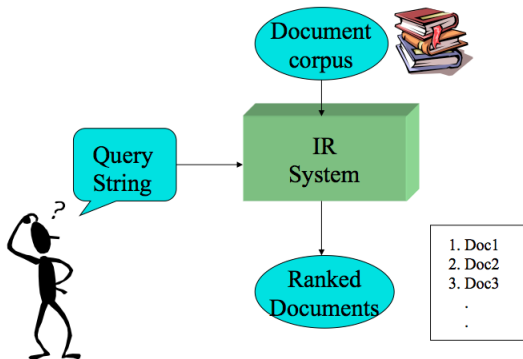 Document
corpus
Query
String
IR
System
?
Ranked
Documents
1. Doc1
2. Doc2
3. Doc3
.
.